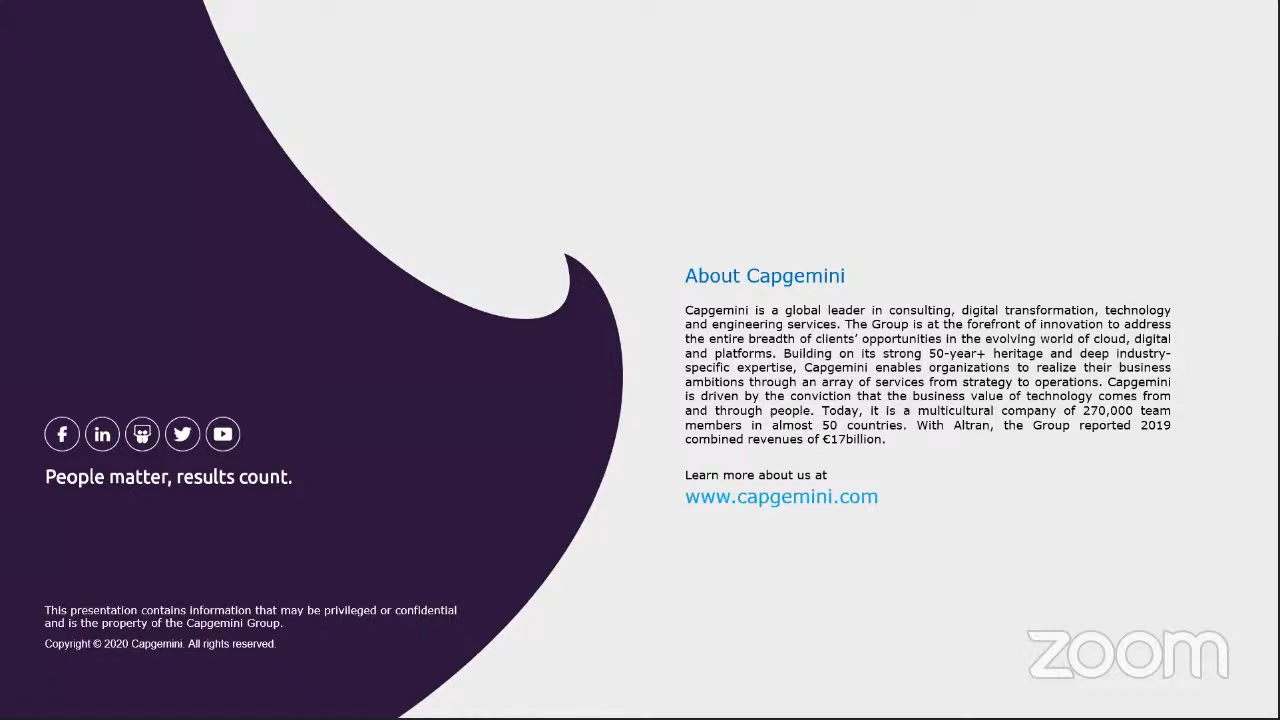 People matter, results count.
This presentation contains information that may be privileged or confidential
and is the property of the Capgemini Group.
Copyright © 2020 Capgemini. All rights reserved.
About Capgemini
Capgemini is a global leader in consulting, digital transformation, technology
and engineering services. The Group is at the forefront of innovation to address
the entire breadth of clients’ opportunities in the evolving world of cloud, digital
and platforms. Building on its strong 50-year+ heritage and deep industry-
specific expertise, Capgemini enables organizations to realize their business
ambitions through an array of services from strategy to operations. Capgemini
is driven by the conviction that the business value of technology comes from
and through people. Today, it is a multicultural company of 270,000 team
members in almost 50 countries. With Altran, the Group reported 2019
combined revenues of €17billion.
Learn more about us at
www.capgemini.com
zoom